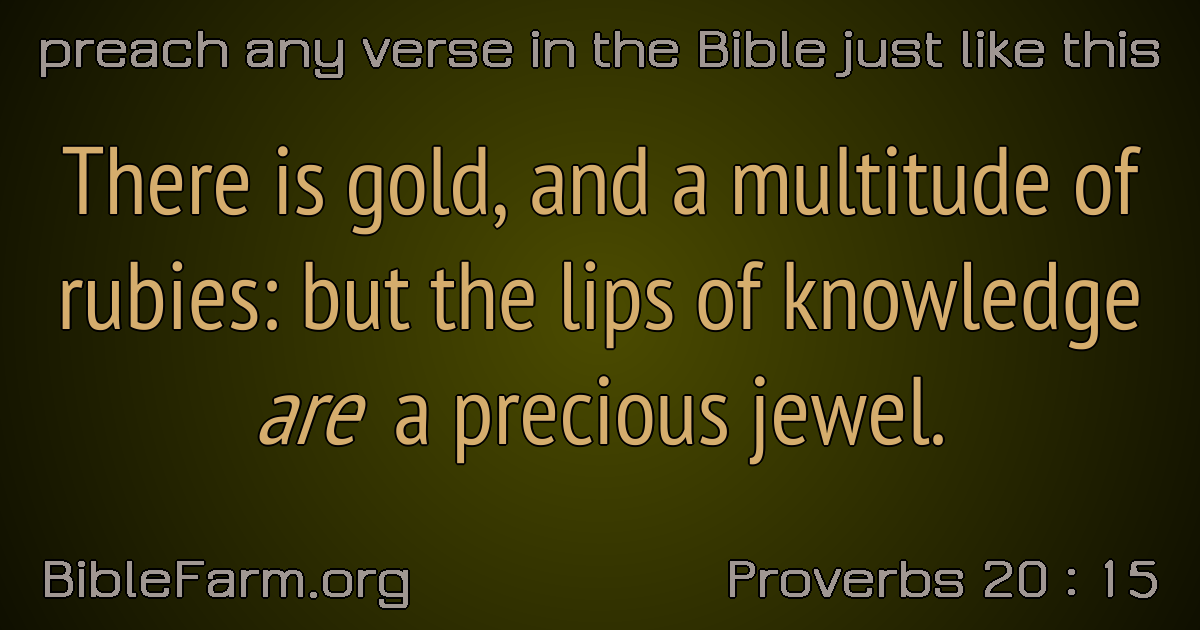 preach any verse in the Bible just like this
There is gold, and a multitude of
rubies: but the lips of knowledge
are a precious jewel.
BibleFarm.org
Proverbs 20 : 15